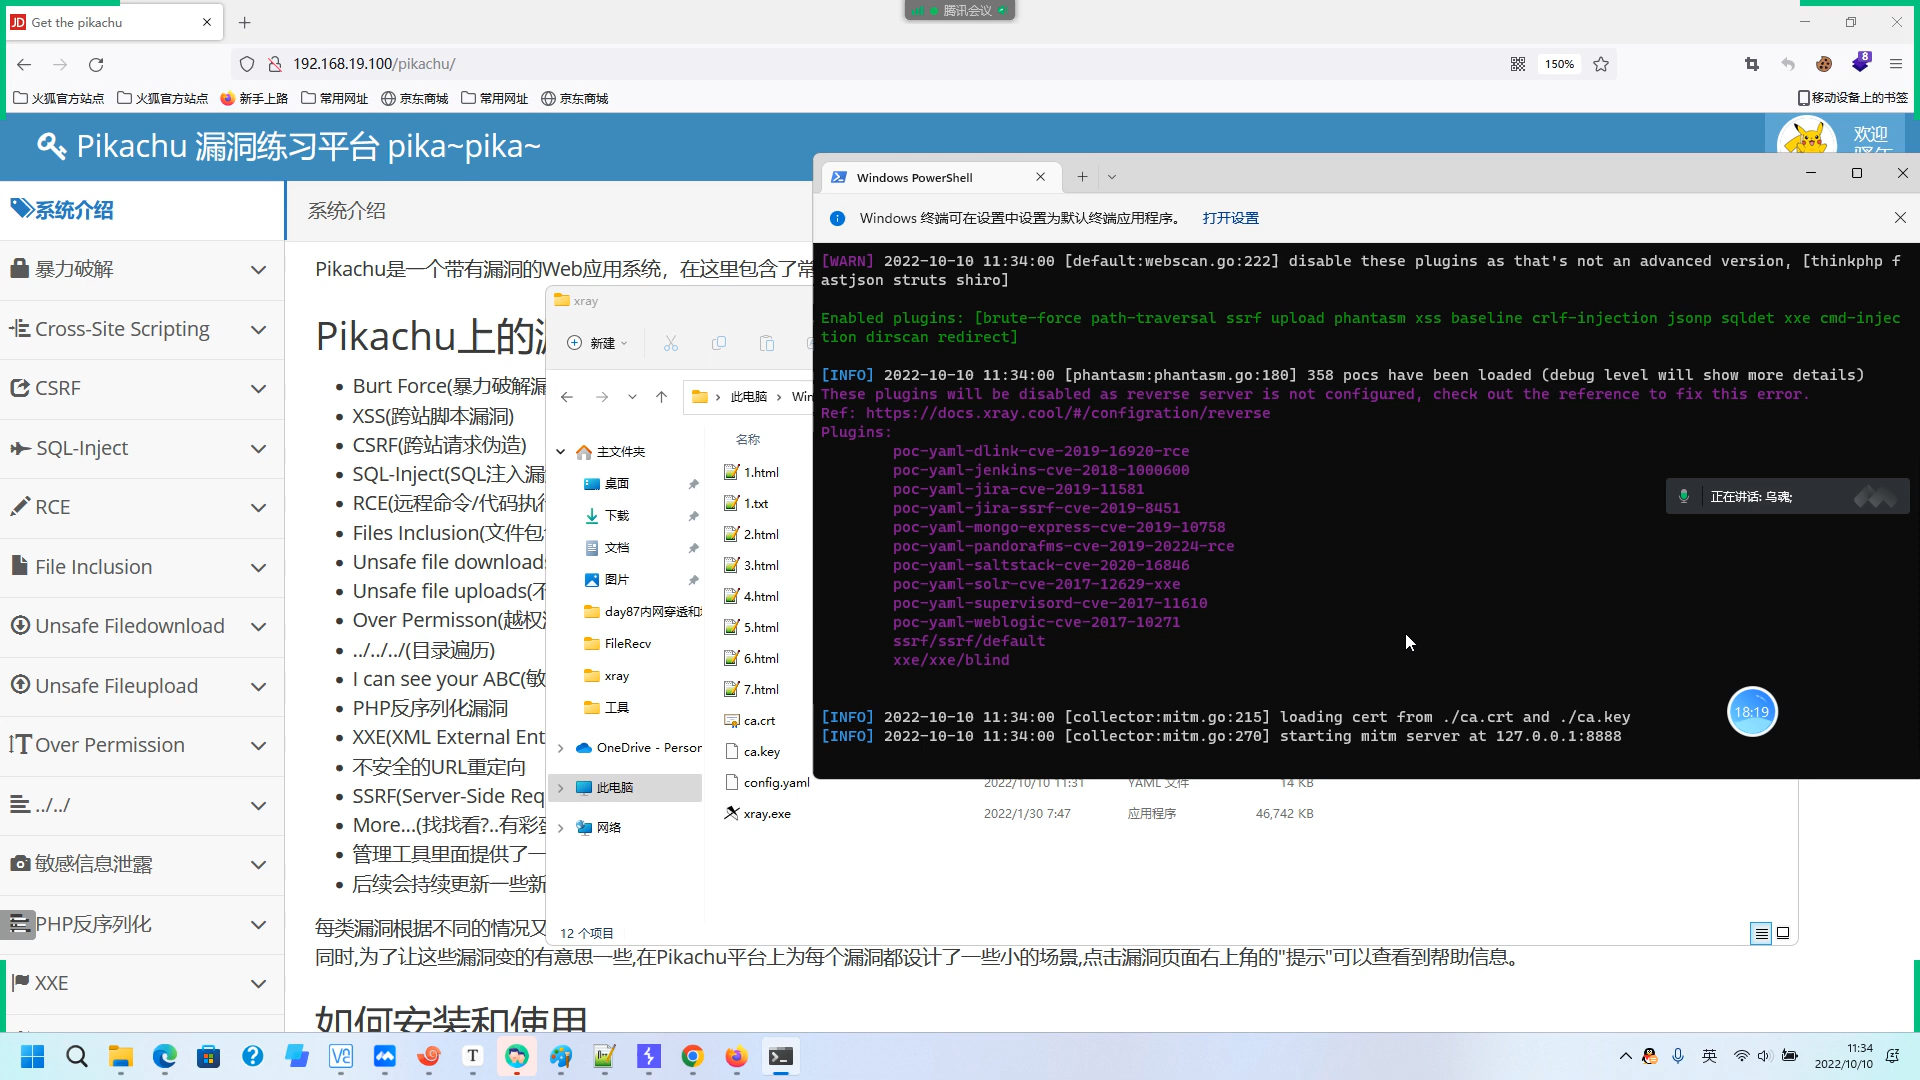 腾讯会议
Get the pikachu
192.168.19.100/pikachu/
150%
8
火狐官方站点
火狐官方站点
新手上路
常用网址
京东商城
常用网址
京东商城
移动设备上的书签
Pikachu 漏洞练习平台 pika~pika~
欢迎
系统介绍
暴力破解
Cross-Site Scripting
CSRF
SQL-Inject
RCE
File Inclusion
Unsafe Filedownload
Unsafe Fileupload
Over Permission
../../
敏感信息泄露
PHP反序列化
XXE
系统介绍
Pikachu是一个带有漏洞的Web应用系统，在这里包含了常
Pikachu上的
Burt Force(暴力破解漏
XSS(跨站脚本漏洞)
CSRF(跨站请求伪造)
SQL-Inject(SQL注入漏
RCE(远程命令/代码执行
Files Inclusion(文件包
Unsafe file download
Unsafe file uploads(不
Over Permisson(越权
../../../(目录遍历)
I can see your ABC(敏
PHP反序列化漏洞
XXE(XML External Ent
不安全的URL重定向
SSRF(Server-Side Req
More...(找找看?..有彩
管理工具里面提供了一
后续会持续更新一些新
每类漏洞根据不同的情况又
同时,为了让这些漏洞变的有意思一些,在Pikachu平台上为每个漏洞都设计了一些小的场景,点击漏洞页面右上角的"提示"可以查看到帮助信息。
如何安装和使用
xray
新建
此电脑
Win
主文件夹
桌面
下载
文档
图片
day87内网穿透和
FileRecv
xray
工具
OneDrive - Person
此电脑
网络
名称
1.html
1.txt
2.html
3.html
4.html
5.html
6.html
7.html
ca.crt
ca.key
config.yaml 2022/10/10 11:31 YAML 文件 14 KB
xray.exe 2022/1/30 7:47 应用程序 46,742 KB
12 个项目
Windows PowerShell
Windows 终端可在设置中设置为默认终端应用程序。 打开设置
[WARN] 2022-10-10 11:34:00 [default:webscan.go:222] disable these plugins as that's not an advanced version, [thinkphp f
astjson struts shiro]
Enabled plugins: [brute-force path-traversal ssrf upload phantasm xss baseline crlf-injection jsonp sqldet xxe cmd-injec
tion dirscan redirect]
[INFO] 2022-10-10 11:34:00 [phantasm:phantasm.go:180] 358 pocs have been loaded (debug level will show more details)
These plugins will be disabled as reverse server is not configured, check out the reference to fix this error.
Ref: https://docs.xray.cool/#/configration/reverse
Plugins:
poc-yaml-dlink-cve-2019-16920-rce
poc-yaml-jenkins-cve-2018-1000600
poc-yaml-jira-cve-2019-11581
poc-yaml-jira-ssrf-cve-2019-8451
poc-yaml-mongo-express-cve-2019-10758
poc-yaml-pandorafms-cve-2019-20224-rce
poc-yaml-saltstack-cve-2020-16846
poc-yaml-solr-cve-2017-12629-xxe
poc-yaml-supervisord-cve-2017-11610
poc-yaml-weblogic-cve-2017-10271
ssrf/ssrf/default
xxe/xxe/blind
[INFO] 2022-10-10 11:34:00 [collector:mitm.go:215] loading cert from ./ca.crt and ./ca.key
[INFO] 2022-10-10 11:34:00 [collector:mitm.go:270] starting mitm server at 127.0.0.1:8888
正在讲话: 乌魂;
18:19
英
11:34
2022/10/10